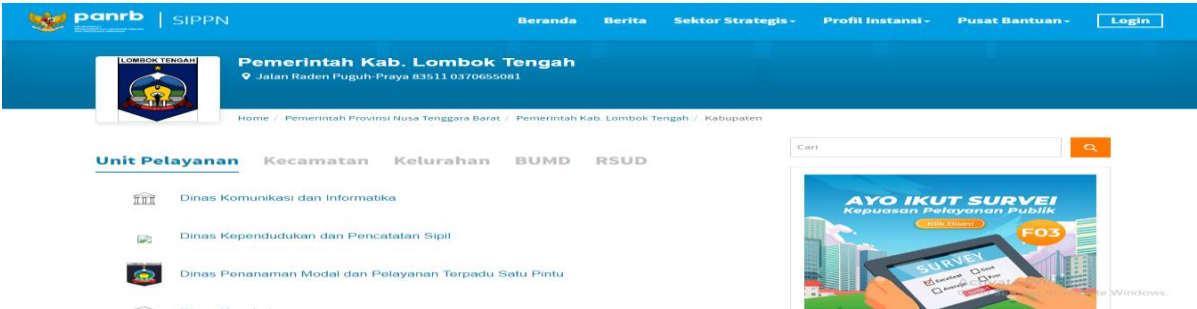 panrb | SIPPN
Beranda Berita Sektor Strategis Profil Instansi Pusat Bantuan Login
LOMBOK TENGAH
Pemerintah Kab. Lombok Tengah
Jalan Raden Puguh-Praya 83511 0370655081
Home / Pemerintah Provinsi Nusa Tenggara Barat / Pemerintah Kab. Lombok Tengah / Kabupaten
Unit Pelayanan Kecamatan Kelurahan BUMD RSUD
Cari
Dinas Komunikasi dan Informatika
Dinas Kependudukan dan Pencatatan Sipil
Dinas Penanaman Modal dan Pelayanan Terpadu Satu Pintu
AYO IKUT SURVEI
Kepuasan Pelayanan Publik
Klik Disini
F03
SURVEY
Excellent Good
Average Poor
Windows.